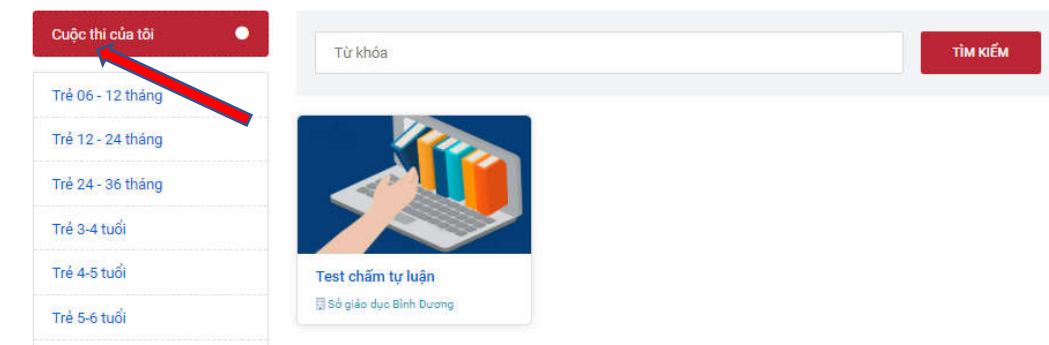 Cuộc thi của tôi
Từ khóa
TÌM KIẾM
Trẻ 06 - 12 tháng
Trẻ 12 - 24 tháng
Trẻ 24 - 36 tháng
Trẻ 3-4 tuổi
Trẻ 4-5 tuổi
Trẻ 5-6 tuổi
Test chấm tự luận
Sở giáo dục Bình Dương